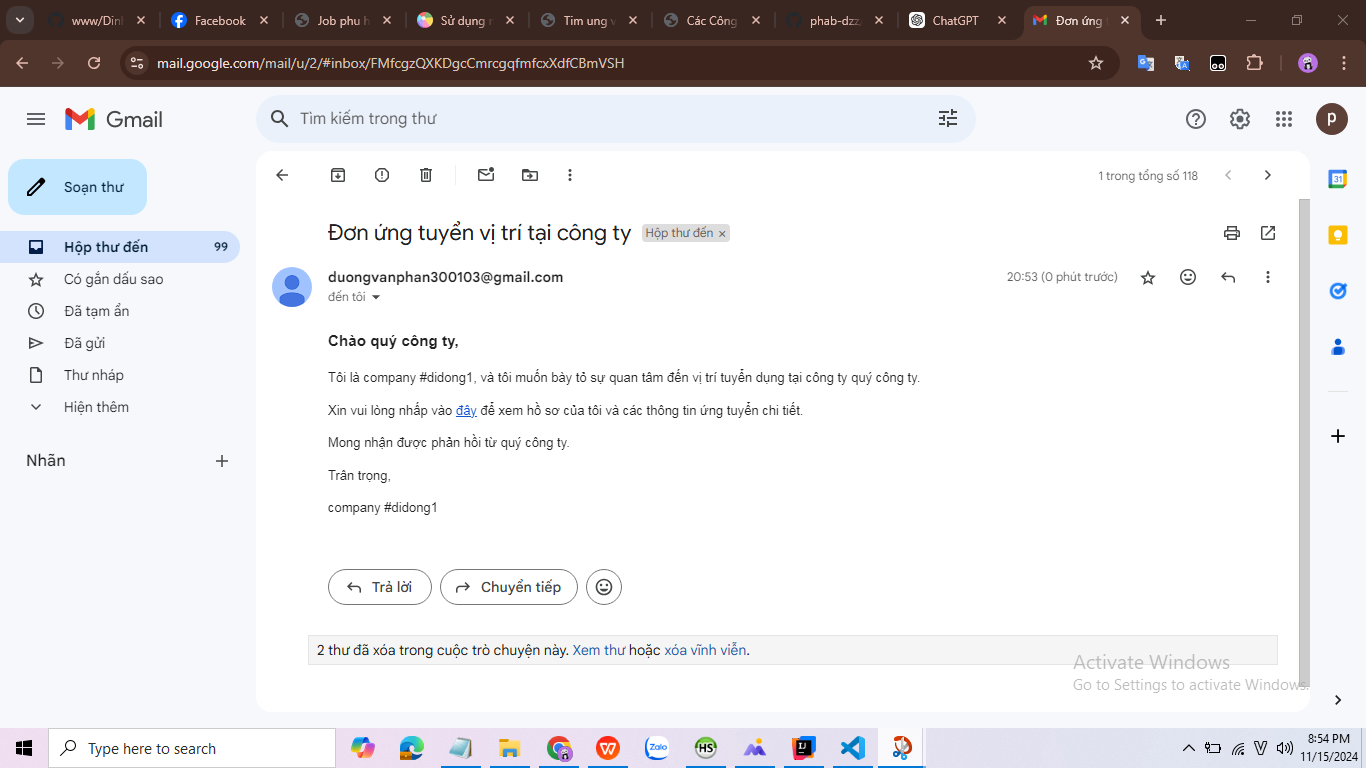 www/Dinh
Facebook
Job phu h
Sử dụng n
Tim ung v
Các Công
phab-dzz
ChatGPT
Đơn ứng t
mail.google.com/mail/u/2/#inbox/FMfcgzQXKDgcCmrcgqfmfcxXdfCBmVSH
Gmail
Tìm kiếm trong thư
p
Soạn thư
1 trong tổng số 118
31
Đơn ứng tuyển vị trí tại công ty
Hộp thư đến ×
Hộp thư đến 99
Có gắn dấu sao
Đã tạm ẩn
Đã gửi
Thư nháp
Hiện thêm
Nhãn
duongvanphan300103@gmail.com
20:53 (0 phút trước)
đến tôi
Chào quý công ty,
Tôi là company #didong1, và tôi muốn bày tỏ sự quan tâm đến vị trí tuyển dụng tại công ty quý công ty.
Xin vui lòng nhấp vào đây để xem hồ sơ của tôi và các thông tin ứng tuyển chi tiết.
Mong nhận được phản hồi từ quý công ty.
Trân trọng,
company #didong1
Trả lời
Chuyển tiếp
2 thư đã xóa trong cuộc trò chuyện này. Xem thư hoặc xóa vĩnh viễn.
Activate Windows
Go to Settings to activate Windows.
Type here to search
Zalo
HS
8:54 PM
11/15/2024